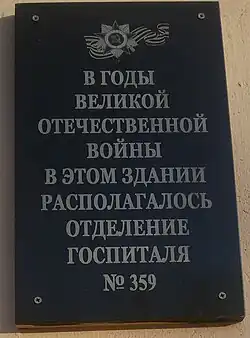 В ГОДЫ
ВЕЛИКОЙ
ОТЕЧЕСТВЕННОЙ
ВОЙНЫ
В ЭТОМ ЗДАНИИ
РАСПОЛАГАЛОСЬ
ОТДЕЛЕНИЕ
ГОСПИТАЛЯ
№ 359